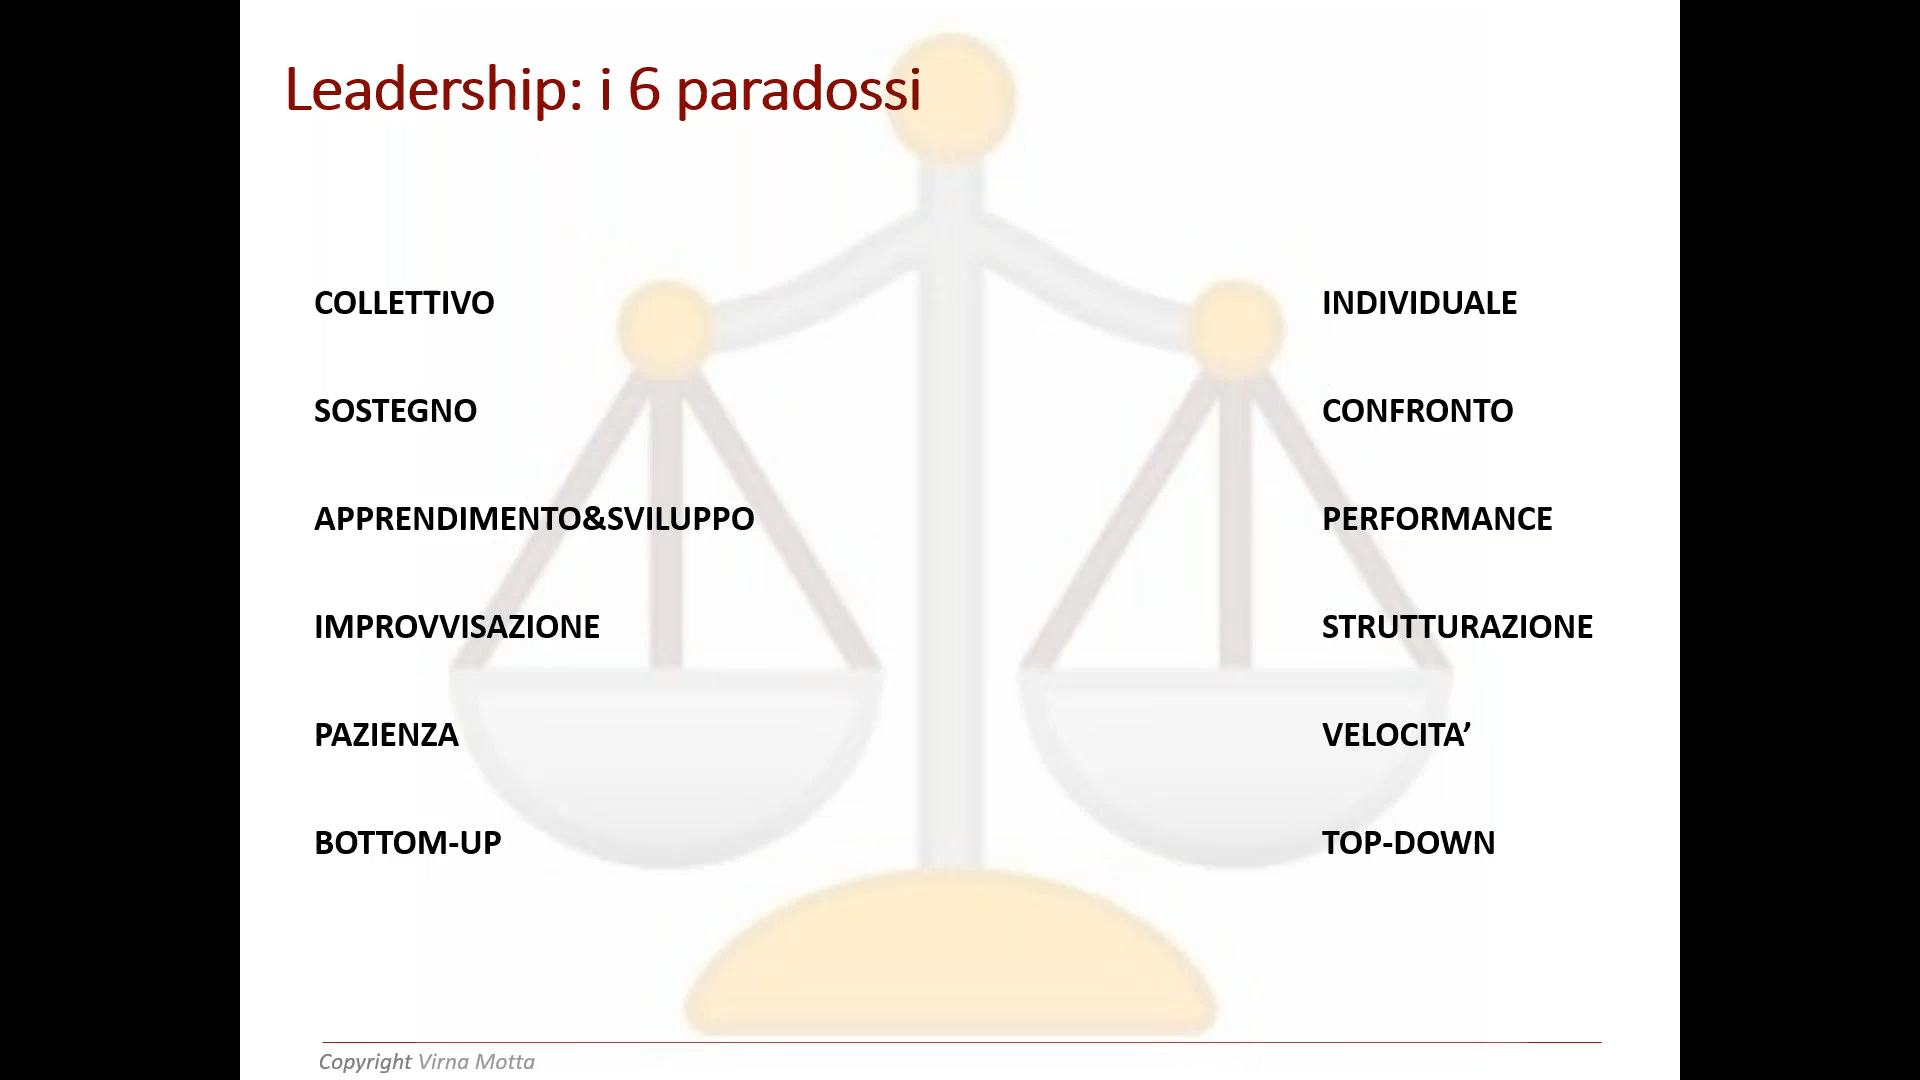 Leadership: i 6 paradossi
COLLETTIVO INDIVIDUALE
SOSTEGNO CONFRONTO
APPRENDIMENTO&SVILUPPO PERFORMANCE
IMPROVVISAZIONE STRUTTURAZIONE
PAZIENZA VELOCITA’
BOTTOM-UP TOP-DOWN
Copyright Virna Motta